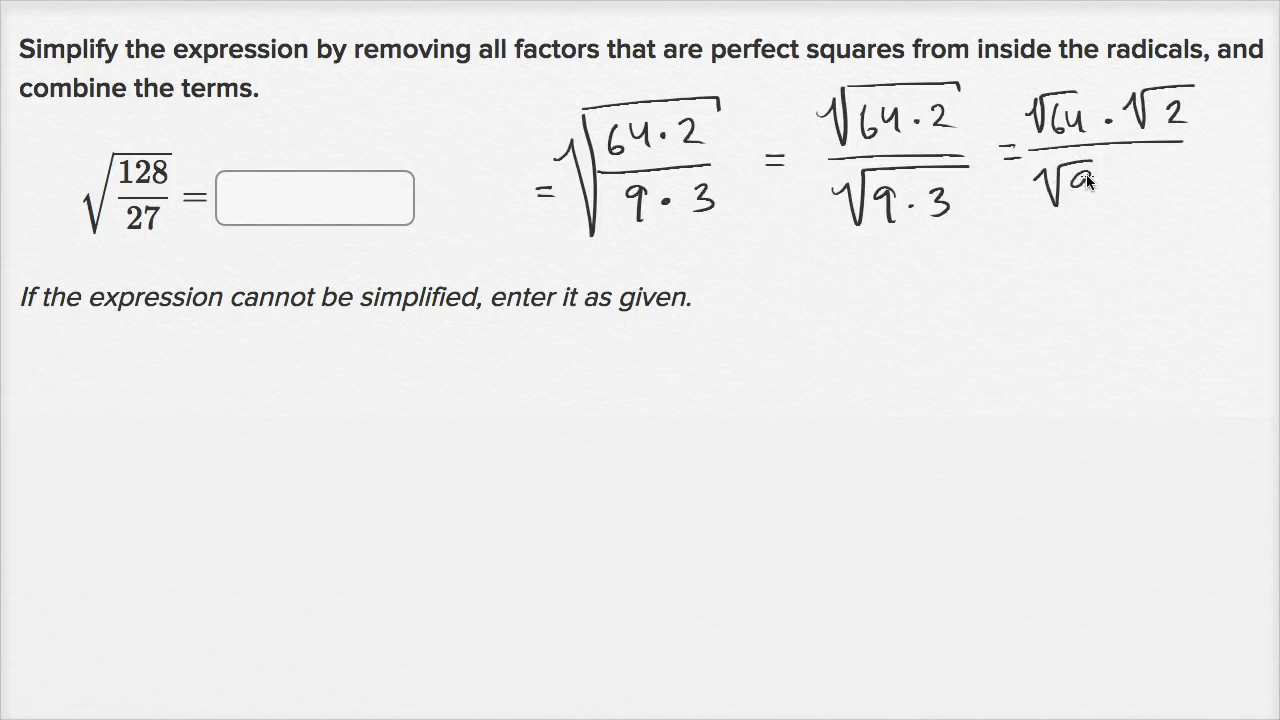 Simplify the expression by removing all factors that are perfect squares from inside the radicals, and
combine the terms.
√(128/27) =
= √(64·2 / 9·3) = √(64·2) / √(9·3) = √64 · √2 / √9
If the expression cannot be simplified, enter it as given.